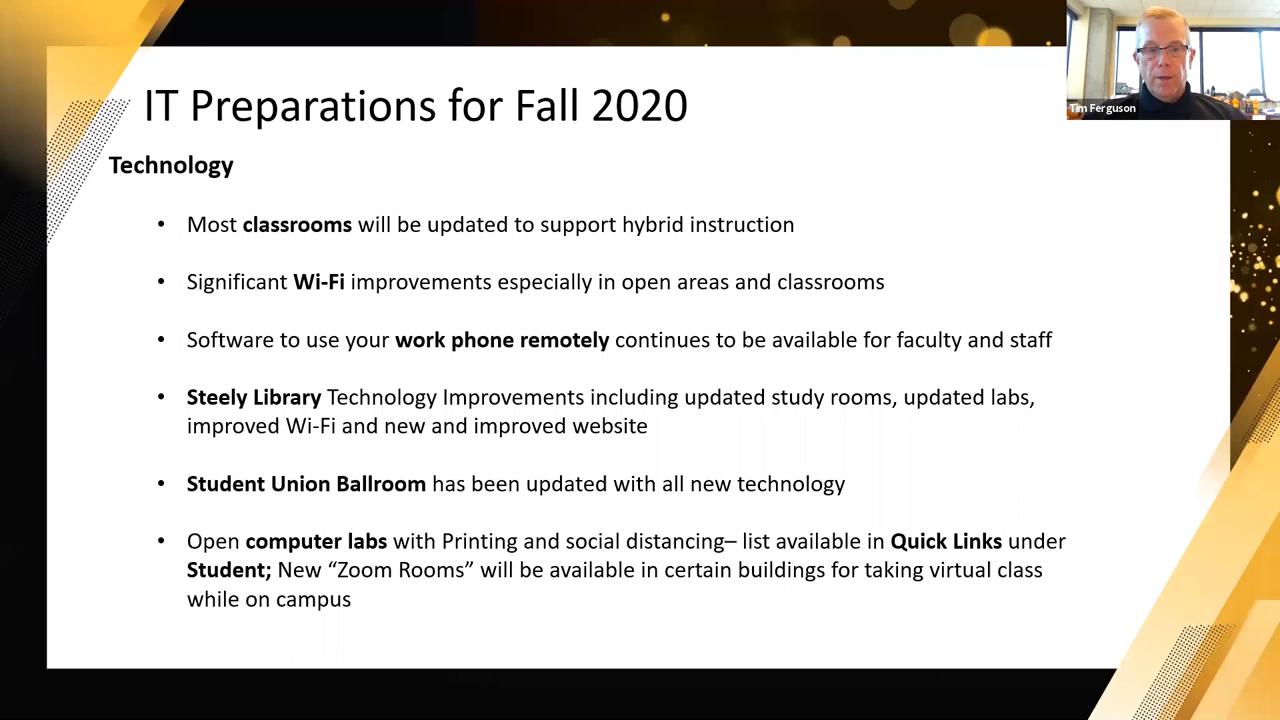 IT Preparations for Fall 2020
Tim Ferguson
Technology
• Most classrooms will be updated to support hybrid instruction
• Significant Wi-Fi improvements especially in open areas and classrooms
• Software to use your work phone remotely continues to be available for faculty and staff
• Steely Library Technology Improvements including updated study rooms, updated labs,
improved Wi-Fi and new and improved website
• Student Union Ballroom has been updated with all new technology
• Open computer labs with Printing and social distancing– list available in Quick Links under
Student; New “Zoom Rooms” will be available in certain buildings for taking virtual class
while on campus